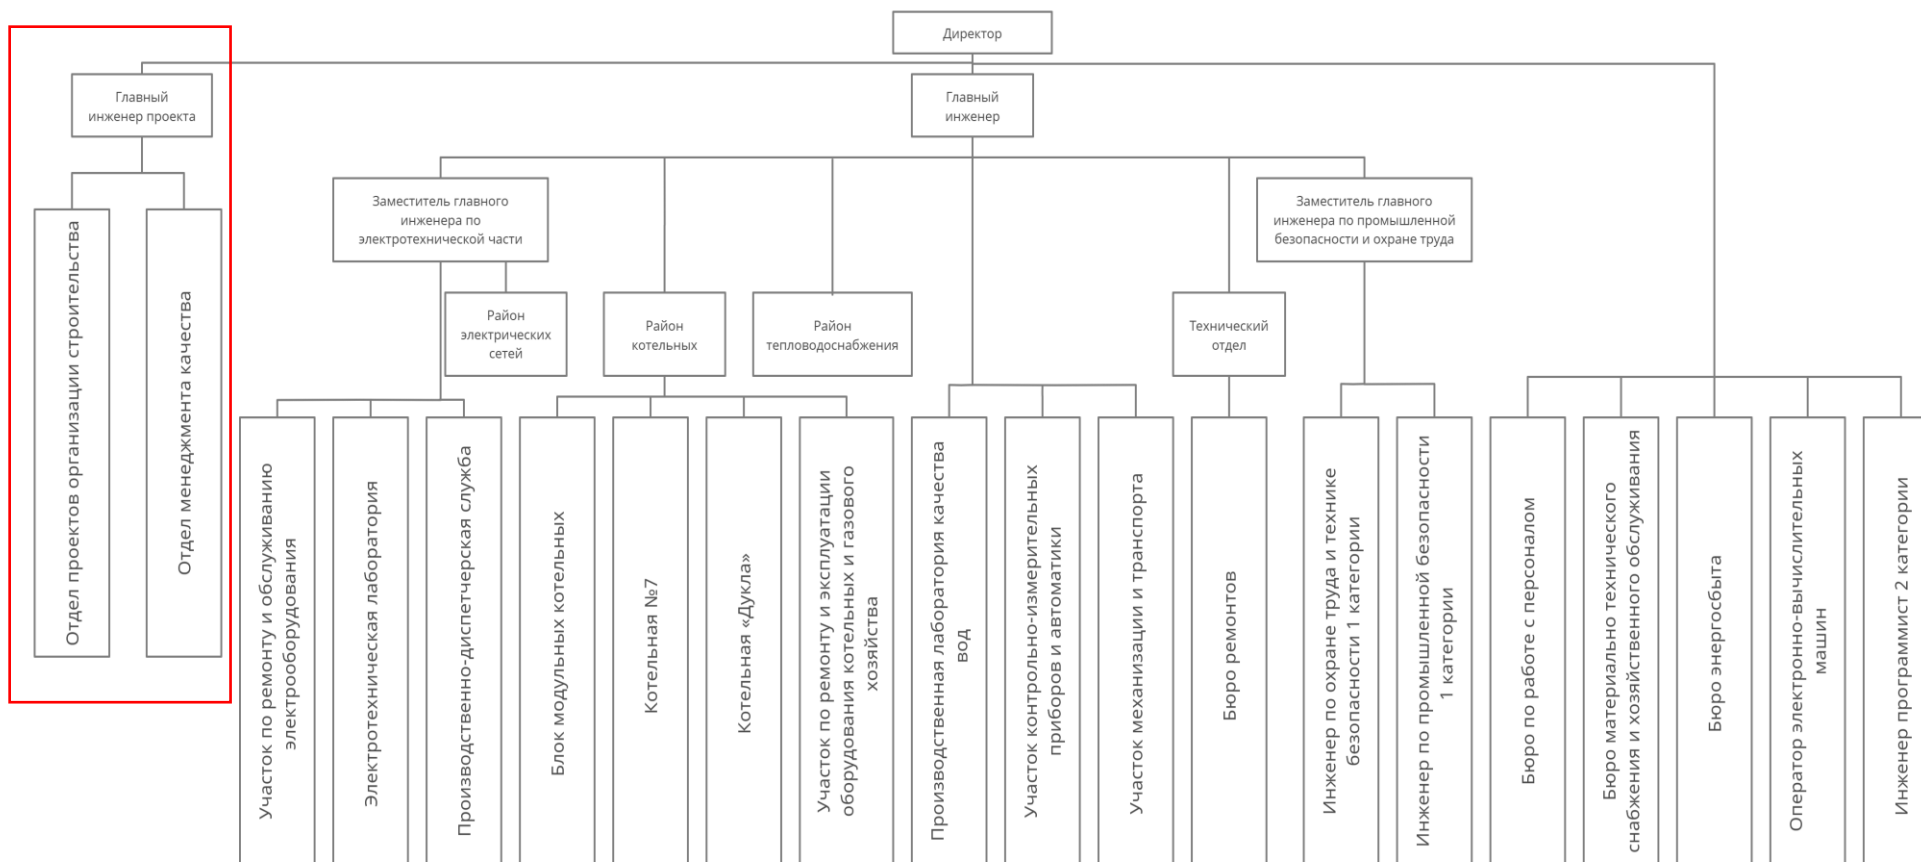 Директор
Главный
инженер проекта
Главный
инженер
Заместитель главного
инженера по
электротехнической части
Заместитель главного
инженера по промышленной
безопасности и охране труда
Район
электрических
сетей
Район
котельных
Район
тепловодоснабжения
Технический
отдел
Отдел проектов организации строительства
Отдел менеджмента качества
Участок по ремонту и обслуживанию
электрооборудования
Электротехническая лаборатория
Производственно-диспетчерская служба
Блок модульных котельных
Котельная №7
Котельная «Дукла»
Участок по ремонту и эксплуатации
оборудования котельных и газового
хозяйства
Производственная лаборатория качества
вод
Участок контрольно-измерительных
приборов и автоматики
Участок механизации и транспорта
Бюро ремонтов
Инженер по охране труда и технике
безопасности 1 категории
Инженер по промышленной безопасности
1 категории
Бюро по работе с персоналом
Бюро материально технического
снабжения и хозяйственного обслуживания
Бюро энергосбыта
Оператор электронно-вычислительных
машин
Инженер программист 2 категории